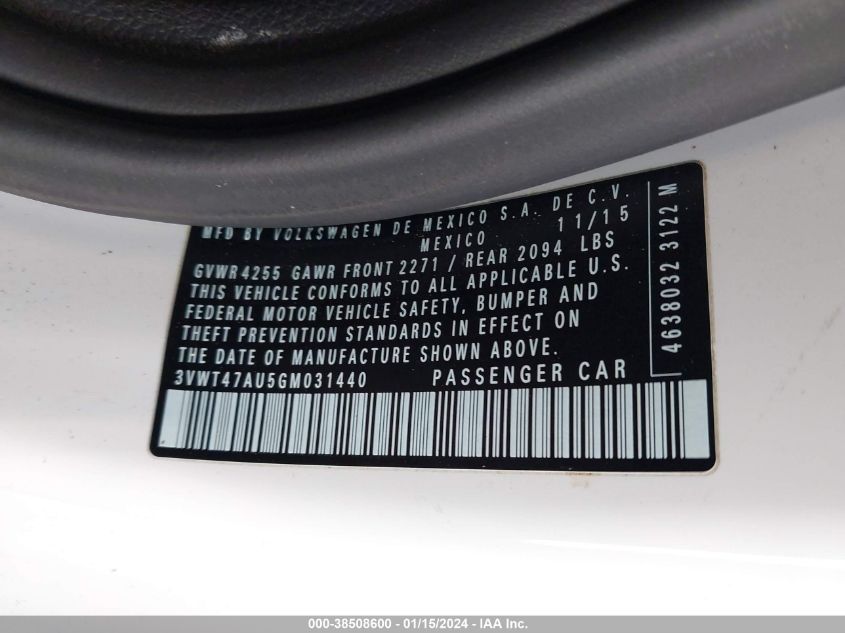 MFD BY VOLKSWAGEN DE MEXICO S.A. DE C.V.
MEXICO 11/15
GVWR 4255 GAWR FRONT 2271 / REAR 2094 LBS
THIS VEHICLE CONFORMS TO ALL APPLICABLE U.S.
FEDERAL MOTOR VEHICLE SAFETY, BUMPER AND
THEFT PREVENTION STANDARDS IN EFFECT ON
THE DATE OF MANUFACTURE SHOWN ABOVE.
3VWT47AU5GM031440 PASSENGER CAR
4638032 3122 M
000-38508600 - 01/15/2024 - IAA Inc.